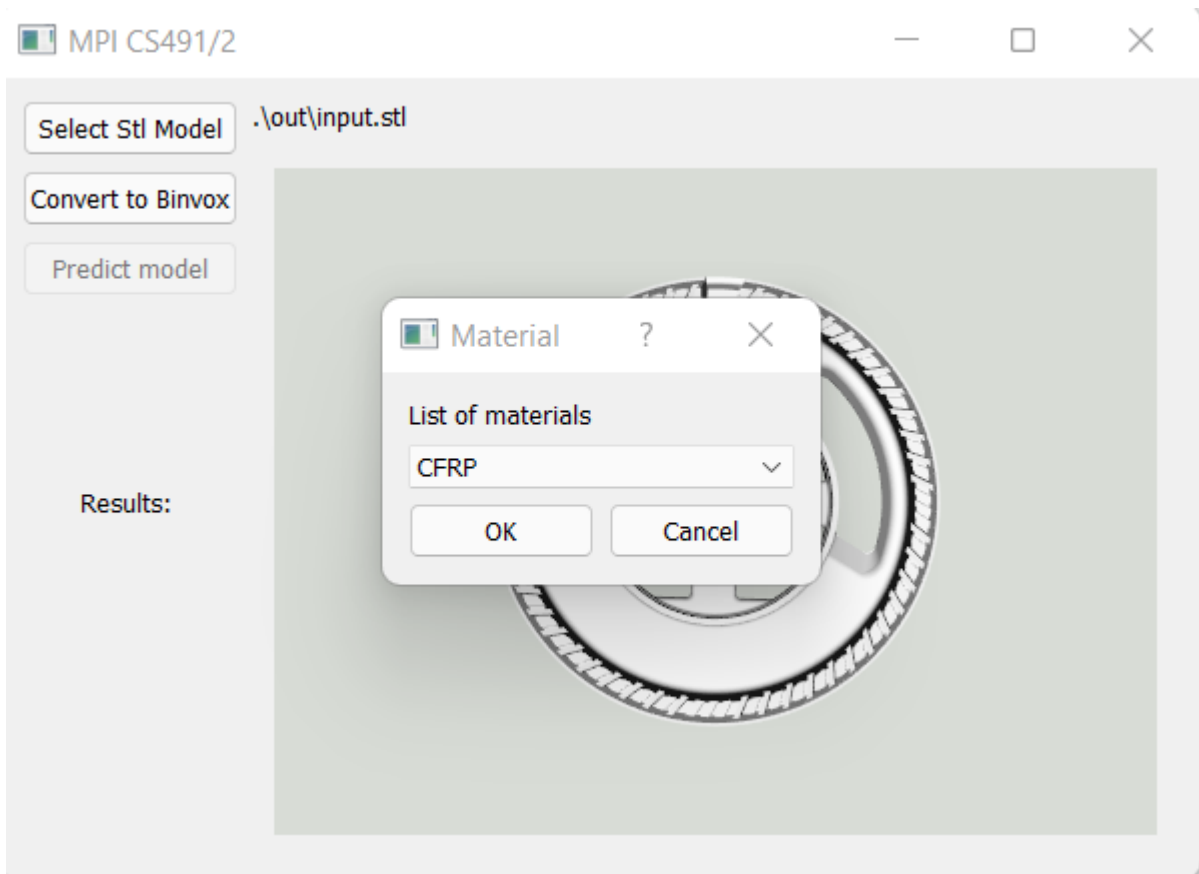 MPI CS491/2
Select Stl Model
.\out\input.stl
Convert to Binvox
Predict model
Results:
Material ?
List of materials
CFRP
OK Cancel